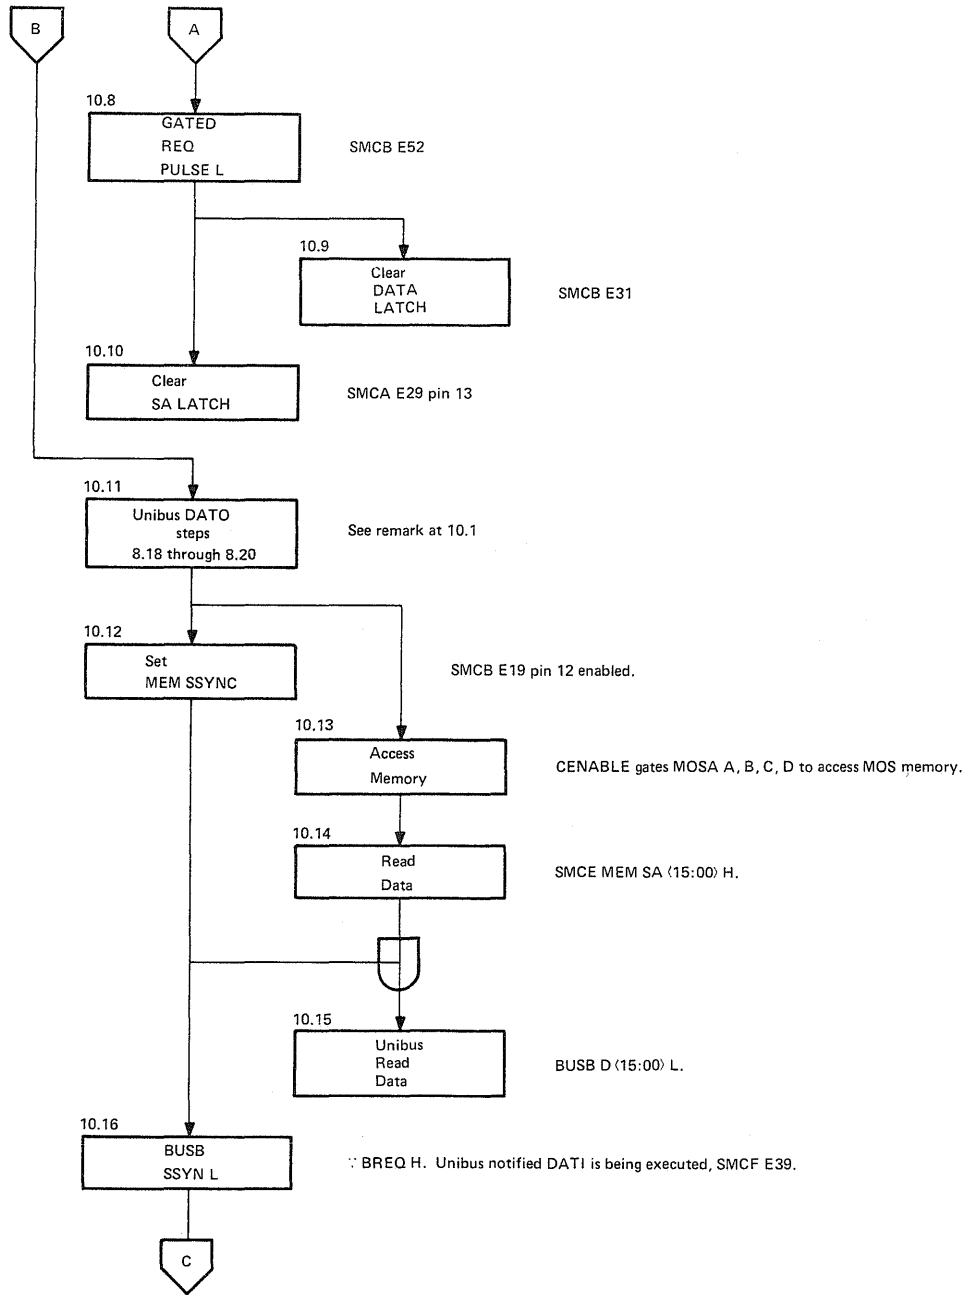 B
A
10.8
GATED
REQ
PULSE L
SMCB E52
10.9
Clear
DATA
LATCH
SMCB E31
10.10
Clear
SA LATCH
SMCA E29 pin 13
10.11
Unibus DATO
steps
8.18 through 8.20
See remark at 10.1
10.12
Set
MEM SSYNC
SMCB E19 pin 12 enabled.
10.13
Access
Memory
CENABLE gates MOSA A, B, C, D to access MOS memory.
10.14
Read
Data
SMCE MEM SA ⟨15:00⟩ H.
10.15
Unibus
Read
Data
BUSB D ⟨15:00⟩ L.
10.16
BUSB
SSYN L
∵ BREQ H. Unibus notified DATI is being executed, SMCF E39.
C